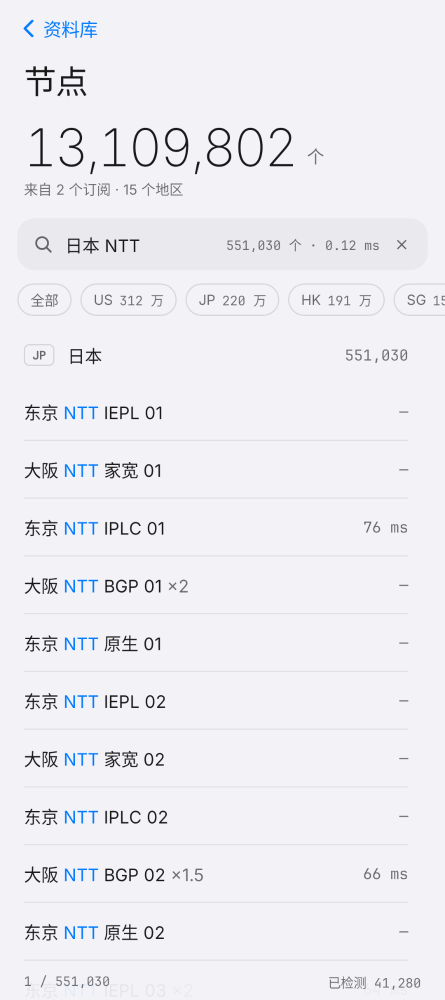 资料库
节点
13,109,802 个
来自 2 个订阅 · 15 个地区
日本 NTT 551,030 个 · 0.12 ms ×
全部 US 312 万 JP 220 万 HK 191 万 SG
JP 日本 551,030
东京 NTT IEPL 01 —
大阪 NTT 家宽 01 —
东京 NTT IPLC 01 76 ms
大阪 NTT BGP 01 ×2 —
东京 NTT 原生 01 —
东京 NTT IEPL 02 —
大阪 NTT 家宽 02 —
东京 NTT IPLC 02 —
大阪 NTT BGP 02 ×1.5 66 ms
东京 NTT 原生 02 —
1 / 551,030 已检测 41,280
东京 NTT IEPL 03 ×2